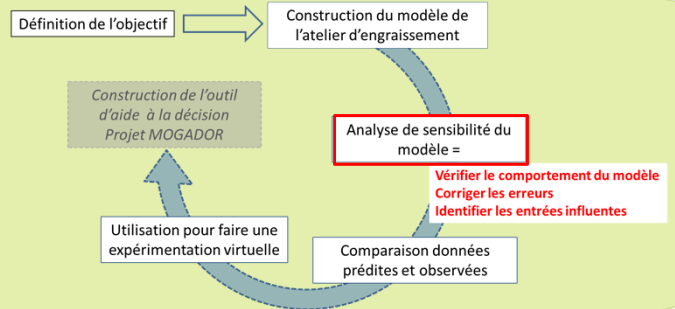 Définition de l'objectif
Construction du modèle de
l'atelier d'engraissement
Analyse de sensibilité du
modèle =
Vérifier le comportement du modèle
Corriger les erreurs
Identifier les entrées influentes
Comparaison données
prédites et observées
Utilisation pour faire une
expérimentation virtuelle
Construction de l'outil
d'aide à la décision
Projet MOGADOR